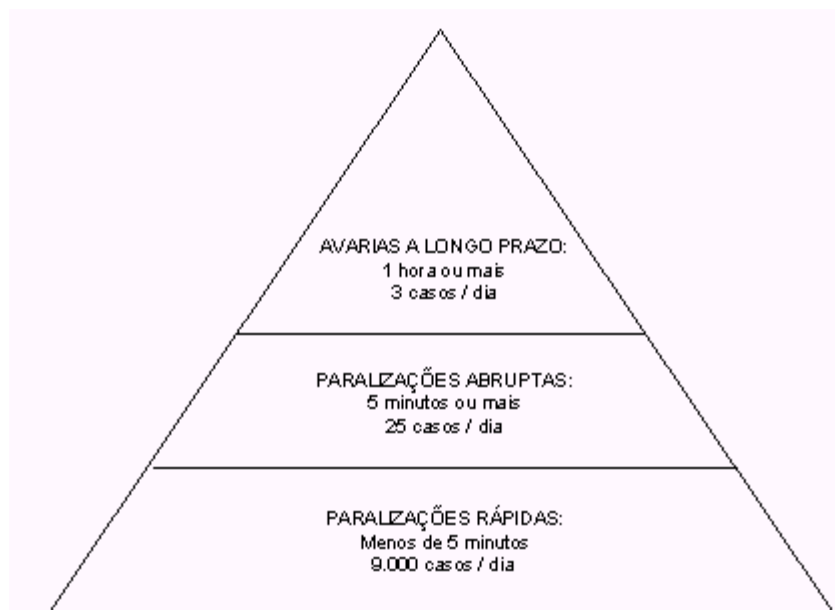 AVARIAS A LONGO PRAZO:
1 hora ou mais
3 casos / dia
PARALIZAÇÕES ABRUPTAS:
5 minutos ou mais
25 casos / dia
PARALIZAÇÕES RÁPIDAS:
Menos de 5 minutos
9.000 casos / dia